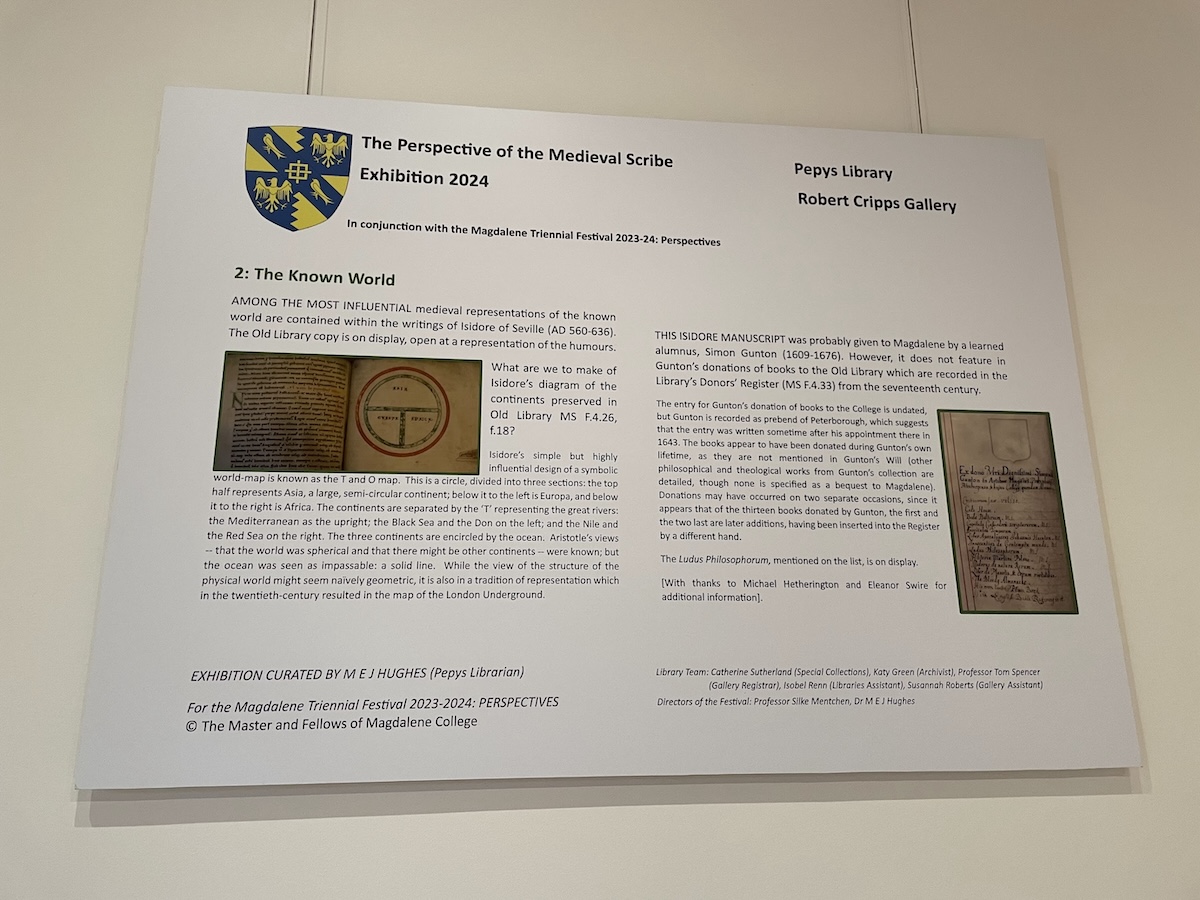 The Perspective of the Medieval Scribe
Exhibition 2024
In conjunction with the Magdalene Triennial Festival 2023-24: Perspectives
Pepys Library
Robert Cripps Gallery
2: The Known World
AMONG THE MOST INFLUENTIAL medieval representations of the known
world are contained within the writings of Isidore of Seville (AD 560-636).
The Old Library copy is on display, open at a representation of the humours.
ASIA
What are we to make of
Isidore's diagram of the
continents preserved in
Old Library MS F.4.26,
f.18?
Isidore's simple but highly
influential design of a symbolic
world-map is known as the T and O map. This is a circle, divided into three sections: the top
half represents Asia, a large, semi-circular continent; below it to the left is Europa, and below
it to the right is Africa. The continents are separated by the 'T' representing the great rivers:
the Mediterranean as the upright; the Black Sea and the Don on the left; and the Nile and
the Red Sea on the right. The three continents are encircled by the ocean. Aristotle's views
-- that the world was spherical and that there might be other continents -- were known; but
the ocean was seen as impassable: a solid line. While the view of the structure of the
physical world might seem naïvely geometric, it is also in a tradition of representation which
in the twentieth-century resulted in the map of the London Underground.
THIS ISIDORE MANUSCRIPT was probably given to Magdalene by a learned
alumnus, Simon Gunton (1609-1676). However, it does not feature in
Gunton's donations of books to the Old Library which are recorded in the
Library's Donors' Register (MS F.4.33) from the seventeenth century.
The entry for Gunton's donation of books to the College is undated,
but Gunton is recorded as prebend of Peterborough, which suggests
that the entry was written sometime after his appointment there in
1643. The books appear to have been donated during Gunton's own
lifetime, as they are not mentioned in Gunton's Will (other
philosophical and theological works from Gunton's collection are
detailed, though none is specified as a bequest to Magdalene).
Donations may have occurred on two separate occasions, since it
appears that of the thirteen books donated by Gunton, the first and
the two last are later additions, having been inserted into the Register
by a different hand.
The Ludus Philosophorum, mentioned on the list, is on display.
[With thanks to Michael Hetherington and Eleanor Swire for
additional information].
EXHIBITION CURATED BY M E J HUGHES (Pepys Librarian)
For the Magdalene Triennial Festival 2023-2024: PERSPECTIVES
© The Master and Fellows of Magdalene College
Library Team: Catherine Sutherland (Special Collections), Katy Green (Archivist), Professor Tom Spencer
(Gallery Registrar), Isobel Renn (Libraries Assistant), Susannah Roberts (Gallery Assistant)
Directors of the Festival: Professor Silke Mentchen, Dr M E J Hughes